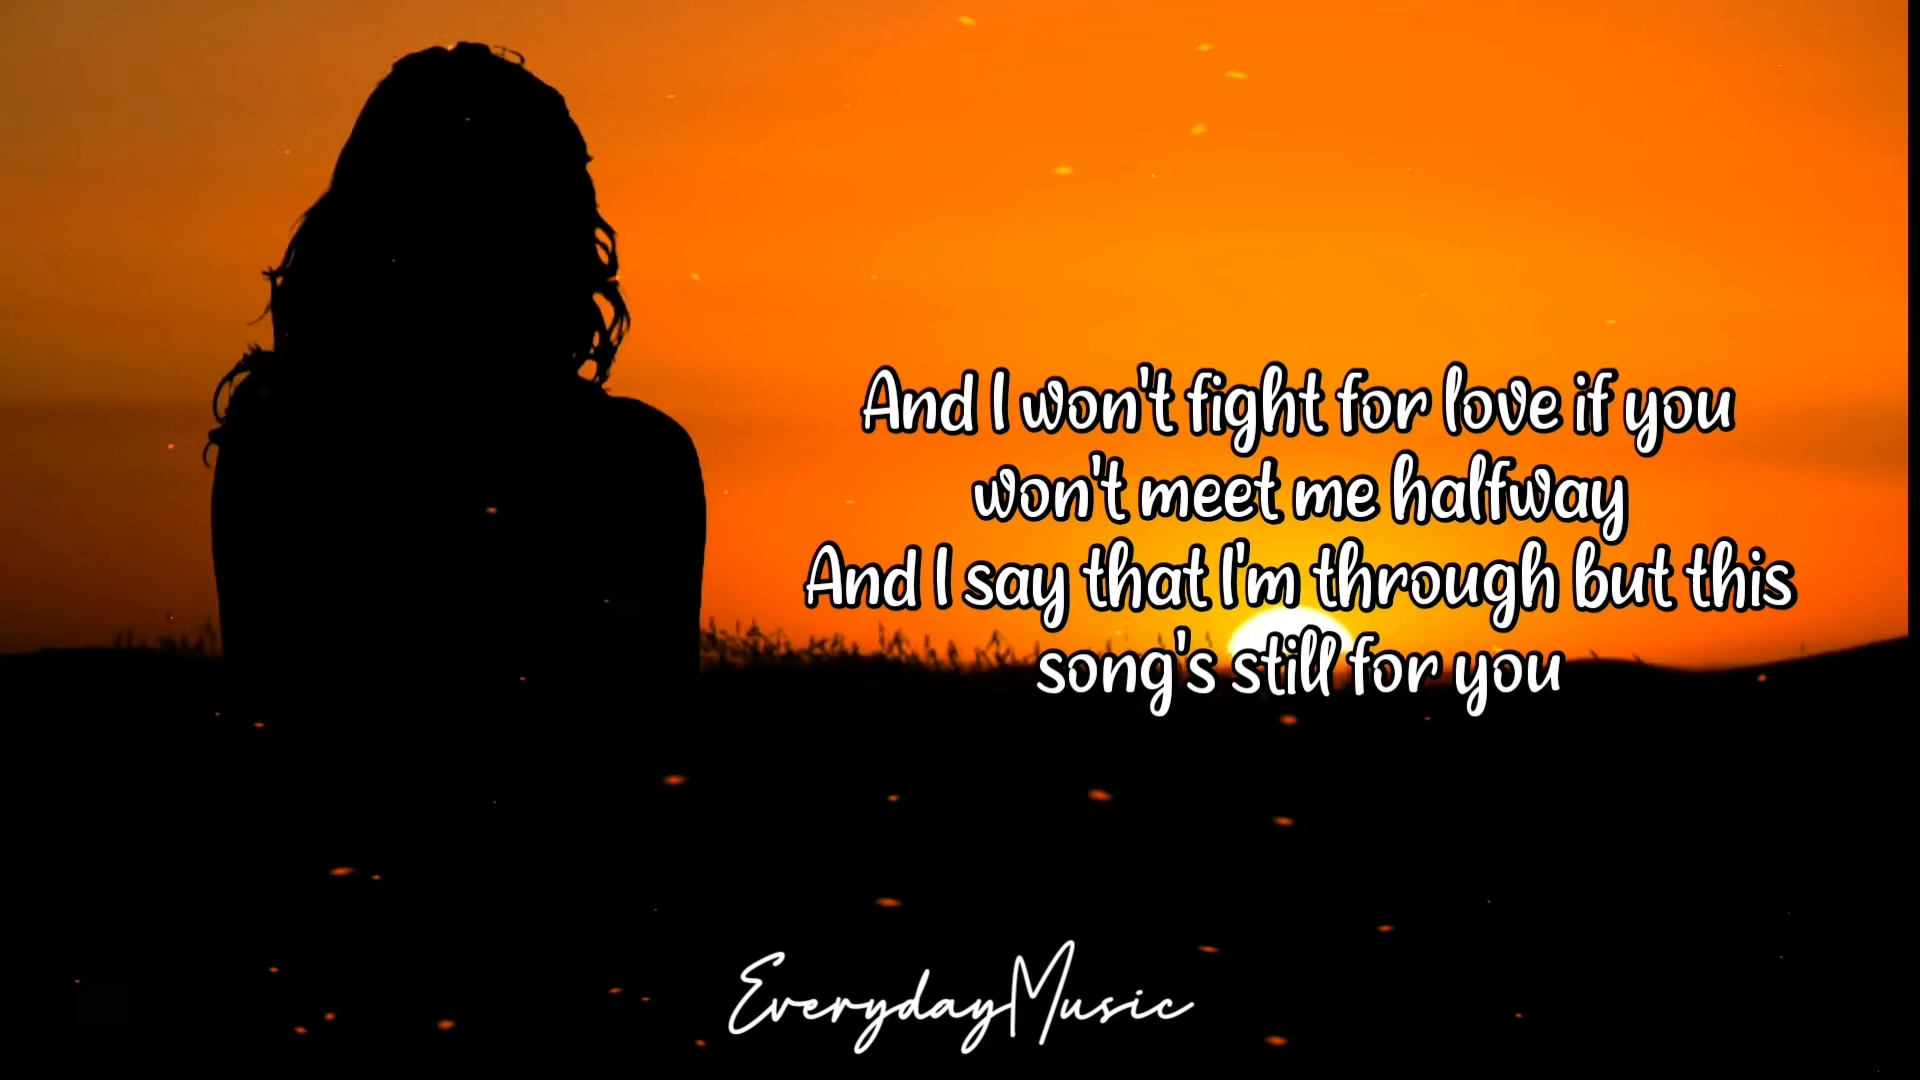 And I won't fight for love if you
won't meet me halfway
And I say that I'm through but this
song's still for you
EverydayMusic